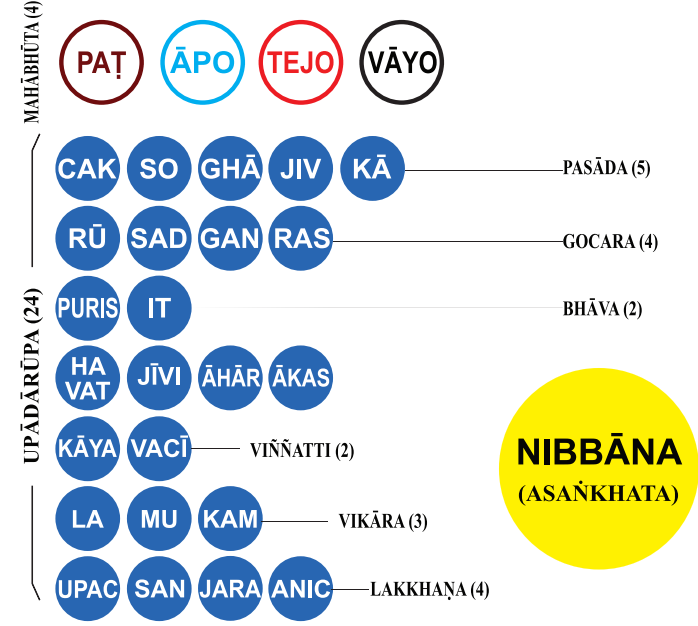 MAHĀBHŪTA (4)
PAṬ ĀPO TEJO VĀYO
CAK SO GHĀ JIV KĀ PASĀDA (5)
RŪ SAD GAN RAS GOCARA (4)
UPĀDĀRŪPA (24)
PURIS IT BHĀVA (2)
HA VAT JĪVI ĀHĀR ĀKAS
KĀYA VACĪ VIÑÑATTI (2)
LA MU KAM VIKĀRA (3)
UPAC SAN JARA ANIC LAKKHAṆA (4)
NIBBĀNA
(ASAṄKHATA)